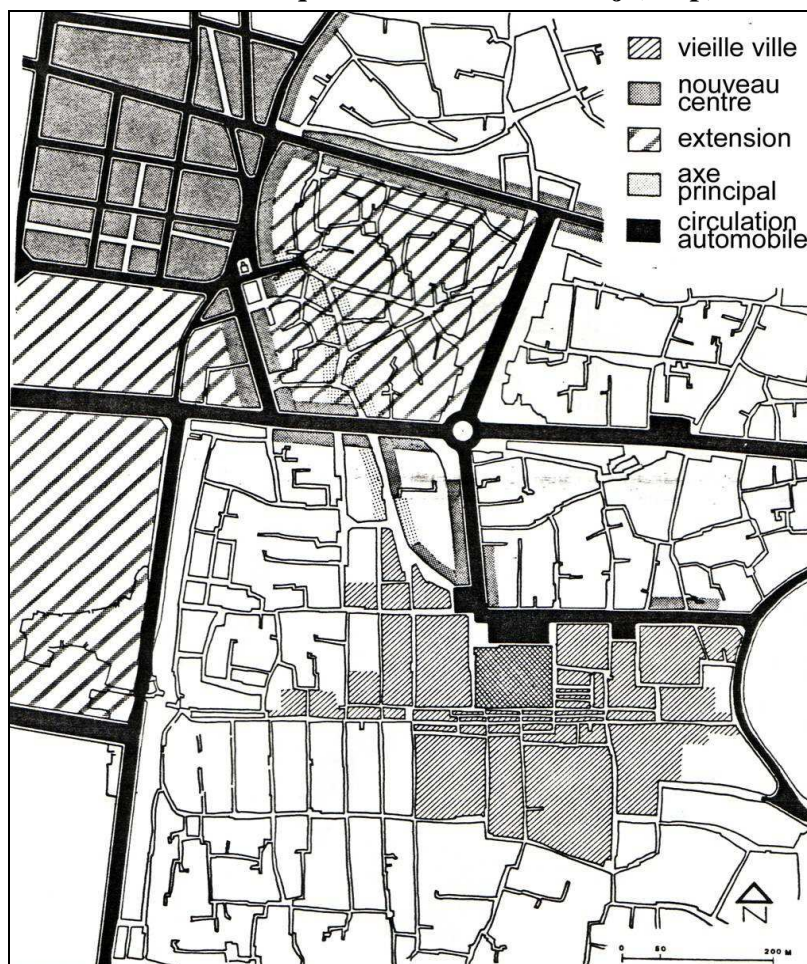 vieille ville
nouveau
centre
extension
axe
principal
circulation
automobile
N
0 50 200 M